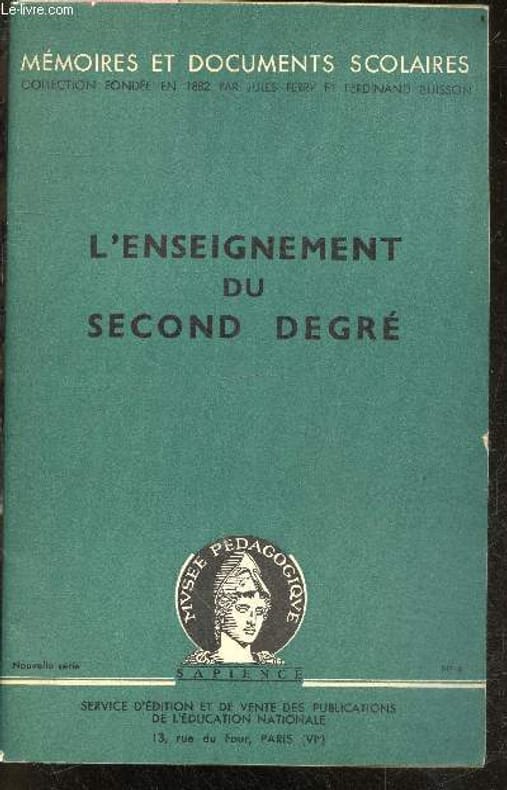 Le-livre.com
MÉMOIRES ET DOCUMENTS SCOLAIRES
COLLECTION FONDÉE EN 1882 PAR JULES FERRY ET FERDINAND BUISSON
L'ENSEIGNEMENT
DU
SECOND DEGRÉ
MVSÉE PÉDAGOGIQVE
SAPIENCE
Nouvelle série
SERVICE D'ÉDITION ET DE VENTE DES PUBLICATIONS
DE L'ÉDUCATION NATIONALE
13, rue du Four, PARIS (VIe)